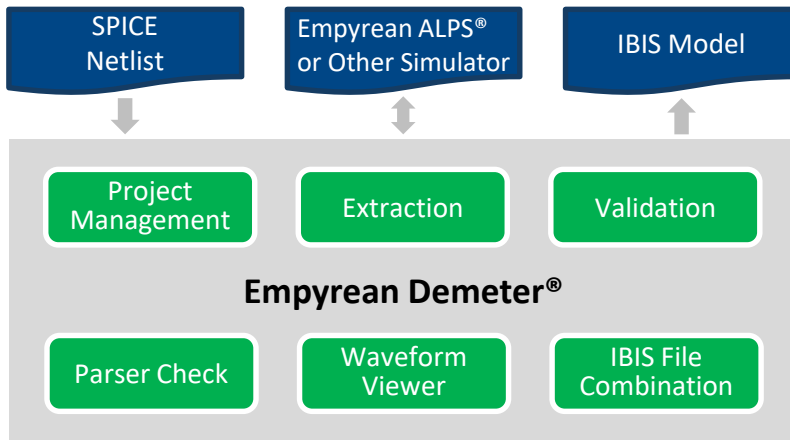 SPICE
Netlist
Empyrean ALPS®
or Other Simulator
IBIS Model
Project
Management
Extraction
Validation
Empyrean Demeter®
Parser Check
Waveform
Viewer
IBIS File
Combination